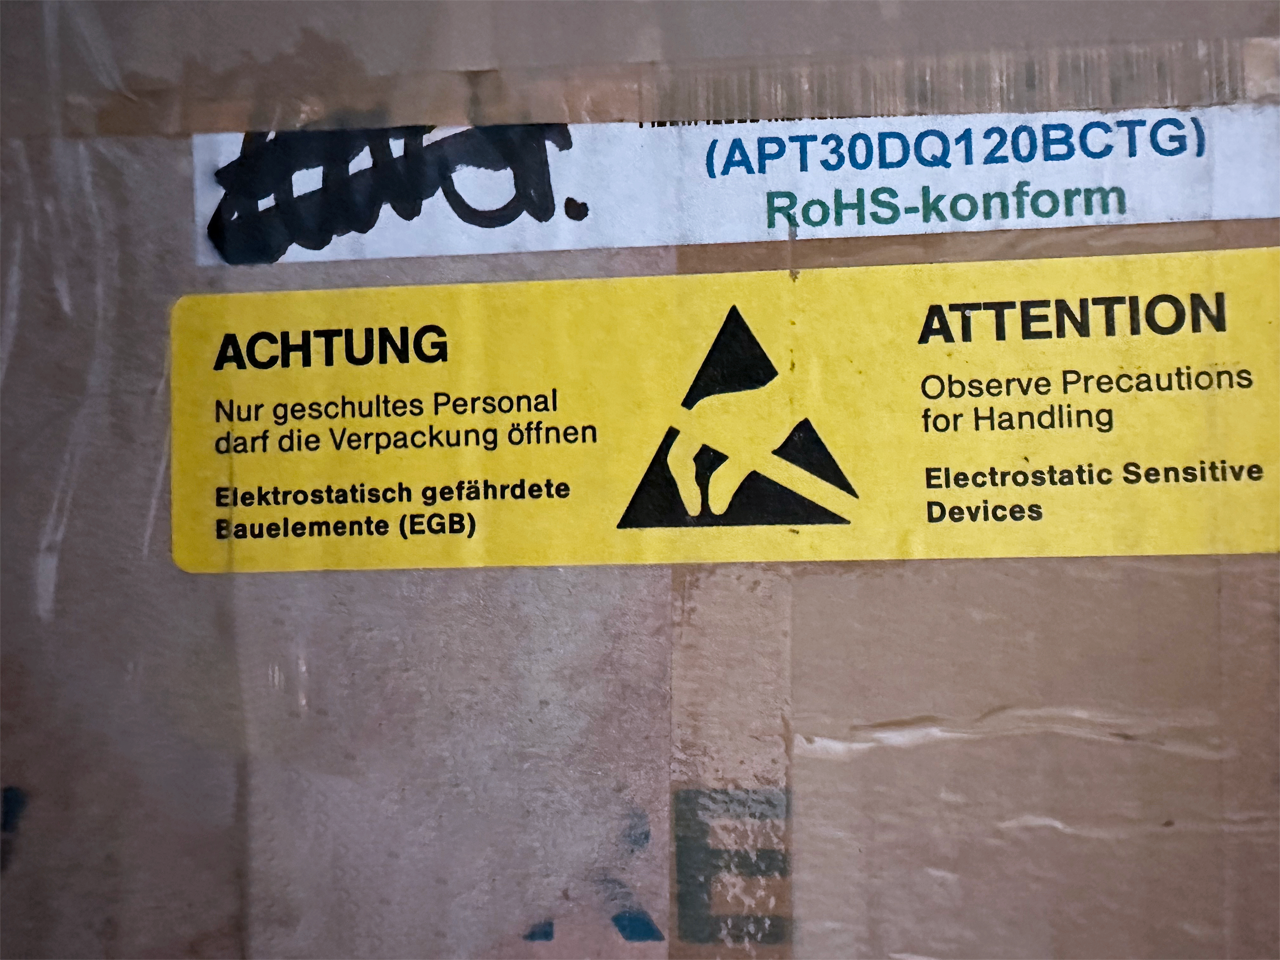 (APT30DQ120BCTG)
RoHS-konform
ACHTUNG
Nur geschultes Personal
darf die Verpackung öffnen
Elektrostatisch gefährdete
Bauelemente (EGB)
ATTENTION
Observe Precautions
for Handling
Electrostatic Sensitive
Devices